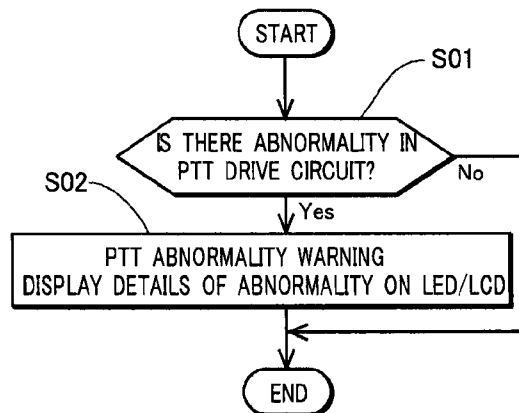 START
S01
IS THERE ABNORMALITY IN
PTT DRIVE CIRCUIT?
No
S02
Yes
PTT ABNORMALITY WARNING
DISPLAY DETAILS OF ABNORMALITY ON LED/LCD
END